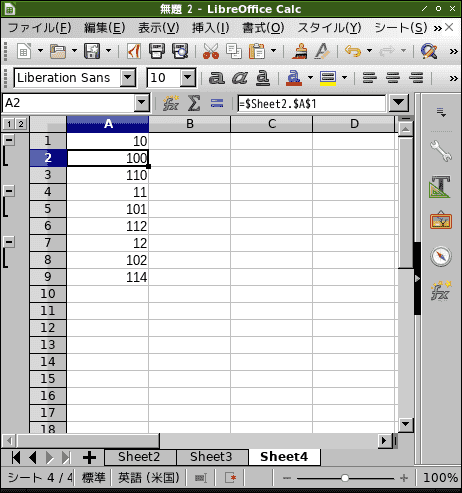 無題 2 - LibreOffice Calc
ファイル(F) 編集(E) 表示(V) 挿入(I) 書式(O) スタイル(Y) シート(S) »
»
Liberation Sans 10 a a a a »
A2 fx Σ = =$Sheet2.$A$1
1 2 A B C D
1 10
2 100
3 110
4 11
5 101
6 112
7 12
8 102
9 114
10
11
12
13
14
15
16
17
18
Sheet2 Sheet3 Sheet4
シート 4 / 4 標準 英語 (米国) 100%